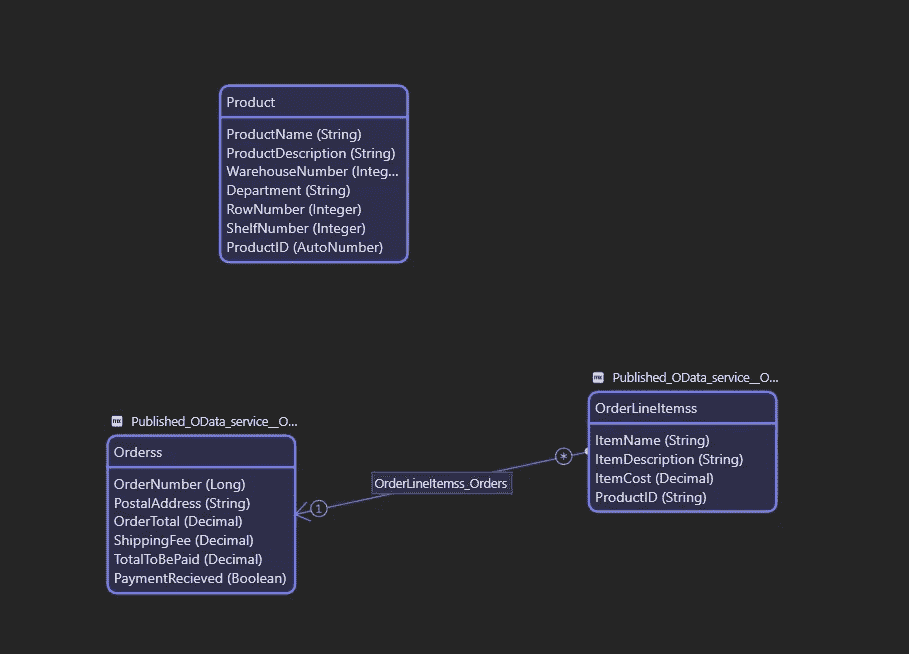 Product
ProductName (String)
ProductDescription (String)
WarehouseNumber (Integ...
Department (String)
RowNumber (Integer)
ShelfNumber (Integer)
ProductID (AutoNumber)
mx Published_OData_service__O...
OrderLineItemss
ItemName (String)
ItemDescription (String)
ItemCost (Decimal)
ProductID (String)
*
OrderLineItemss_Orders
1
mx Published_OData_service__O...
Orderss
OrderNumber (Long)
PostalAddress (String)
OrderTotal (Decimal)
ShippingFee (Decimal)
TotalToBePaid (Decimal)
PaymentRecieved (Boolean)